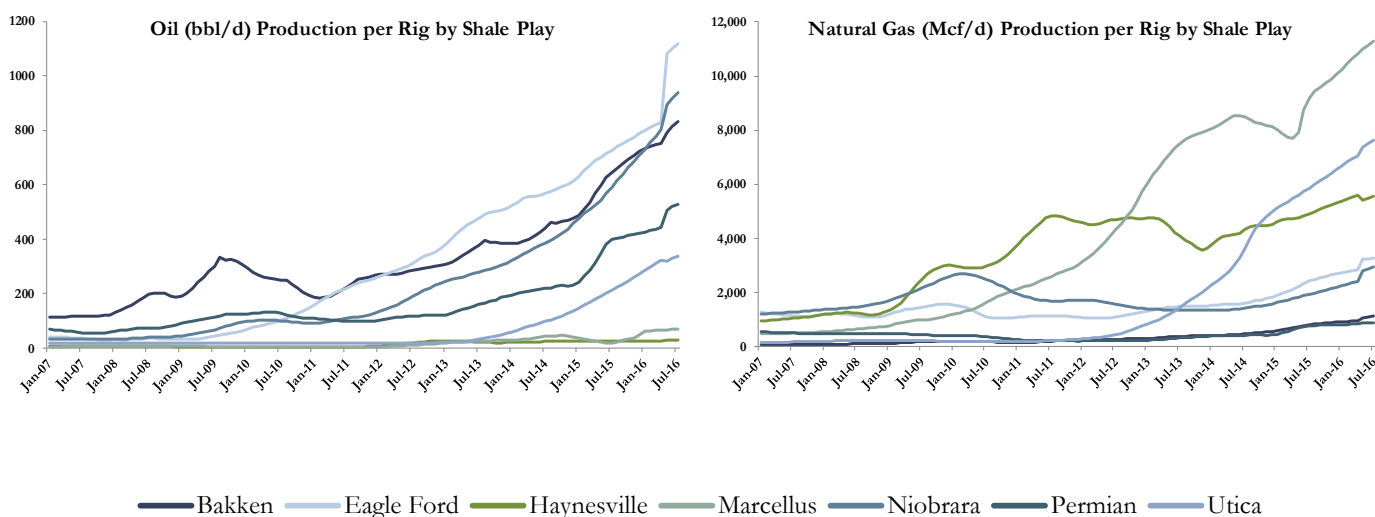 Oil (bbl/d) Production per Rig by Shale Play
1200
1000
800
600
400
200
0
Jan-07
Jul-07
Jan-08
Jul-08
Jan-09
Jul-09
Jan-10
Jul-10
Jan-11
Jul-11
Jan-12
Jul-12
Jan-13
Jul-13
Jan-14
Jul-14
Jan-15
Jul-15
Jan-16
Jul-16
Natural Gas (Mcf/d) Production per Rig by Shale Play
12,000
10,000
8,000
6,000
4,000
2,000
0
Jan-07
Jul-07
Jan-08
Jul-08
Jan-09
Jul-09
Jan-10
Jul-10
Jan-11
Jul-11
Jan-12
Jul-12
Jan-13
Jul-13
Jan-14
Jul-14
Jan-15
Jul-15
Jan-16
Jul-16
Bakken Eagle Ford Haynesville Marcellus Niobrara Permian Utica